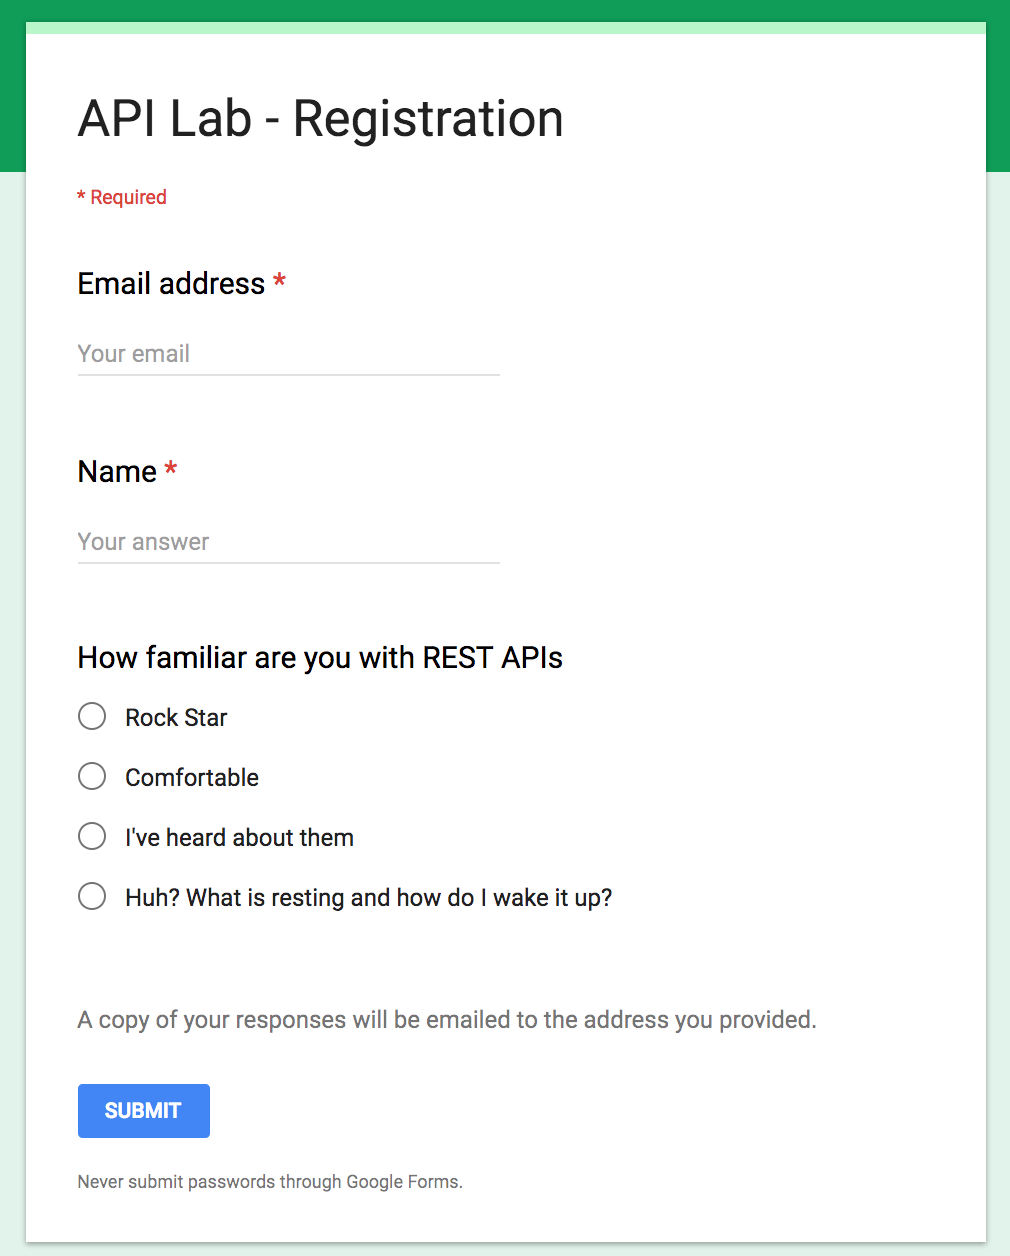 API Lab - Registration
* Required
Email address *
Your email
Name *
Your answer
How familiar are you with REST APIs
Rock Star
Comfortable
I've heard about them
Huh? What is resting and how do I wake it up?
A copy of your responses will be emailed to the address you provided.
SUBMIT
Never submit passwords through Google Forms.